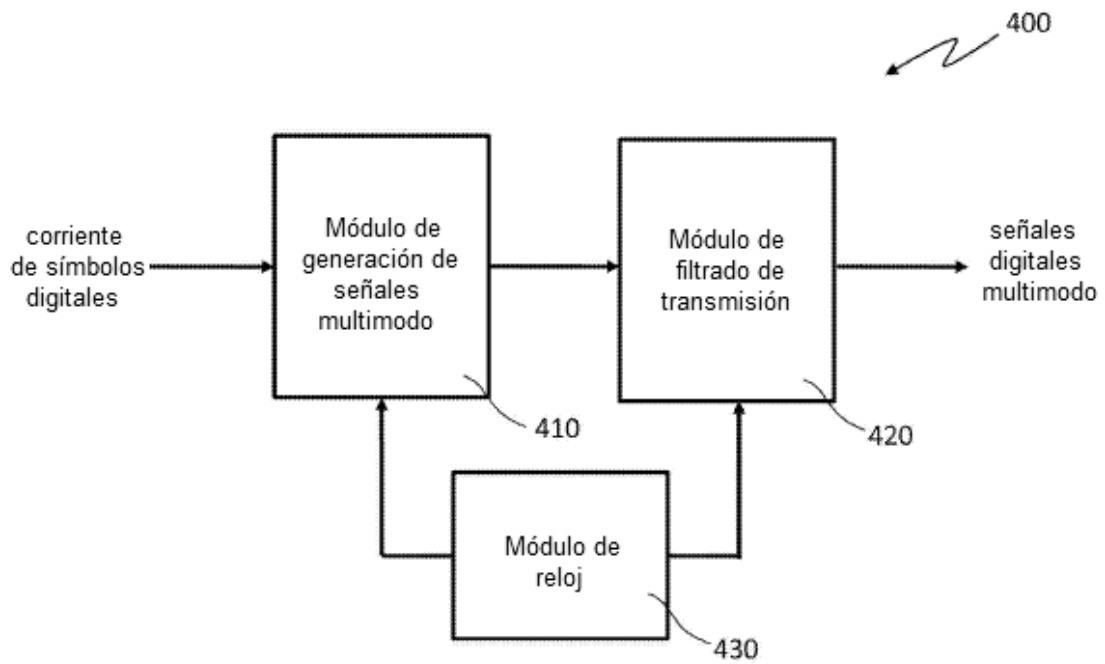 400
corriente
de símbolos
digitales
Módulo de
generación de
señales
multimodo
410
Módulo de
filtrado de
transmisión
420
señales
digitales
multimodo
Módulo de
reloj
430